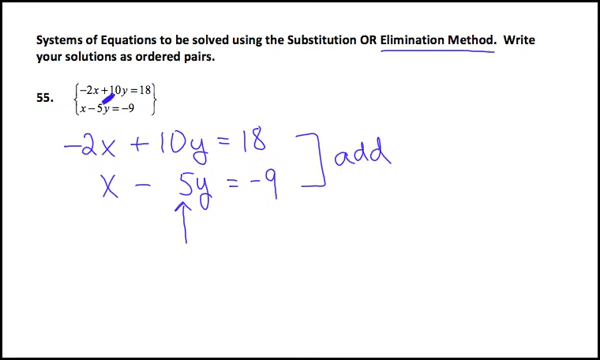 Systems of Equations to be solved using the Substitution OR Elimination Method. Write
your solutions as ordered pairs.
55. {-2x+10y=18
x-5y=-9}
-2x + 10y = 18
x - 5y = -9
add